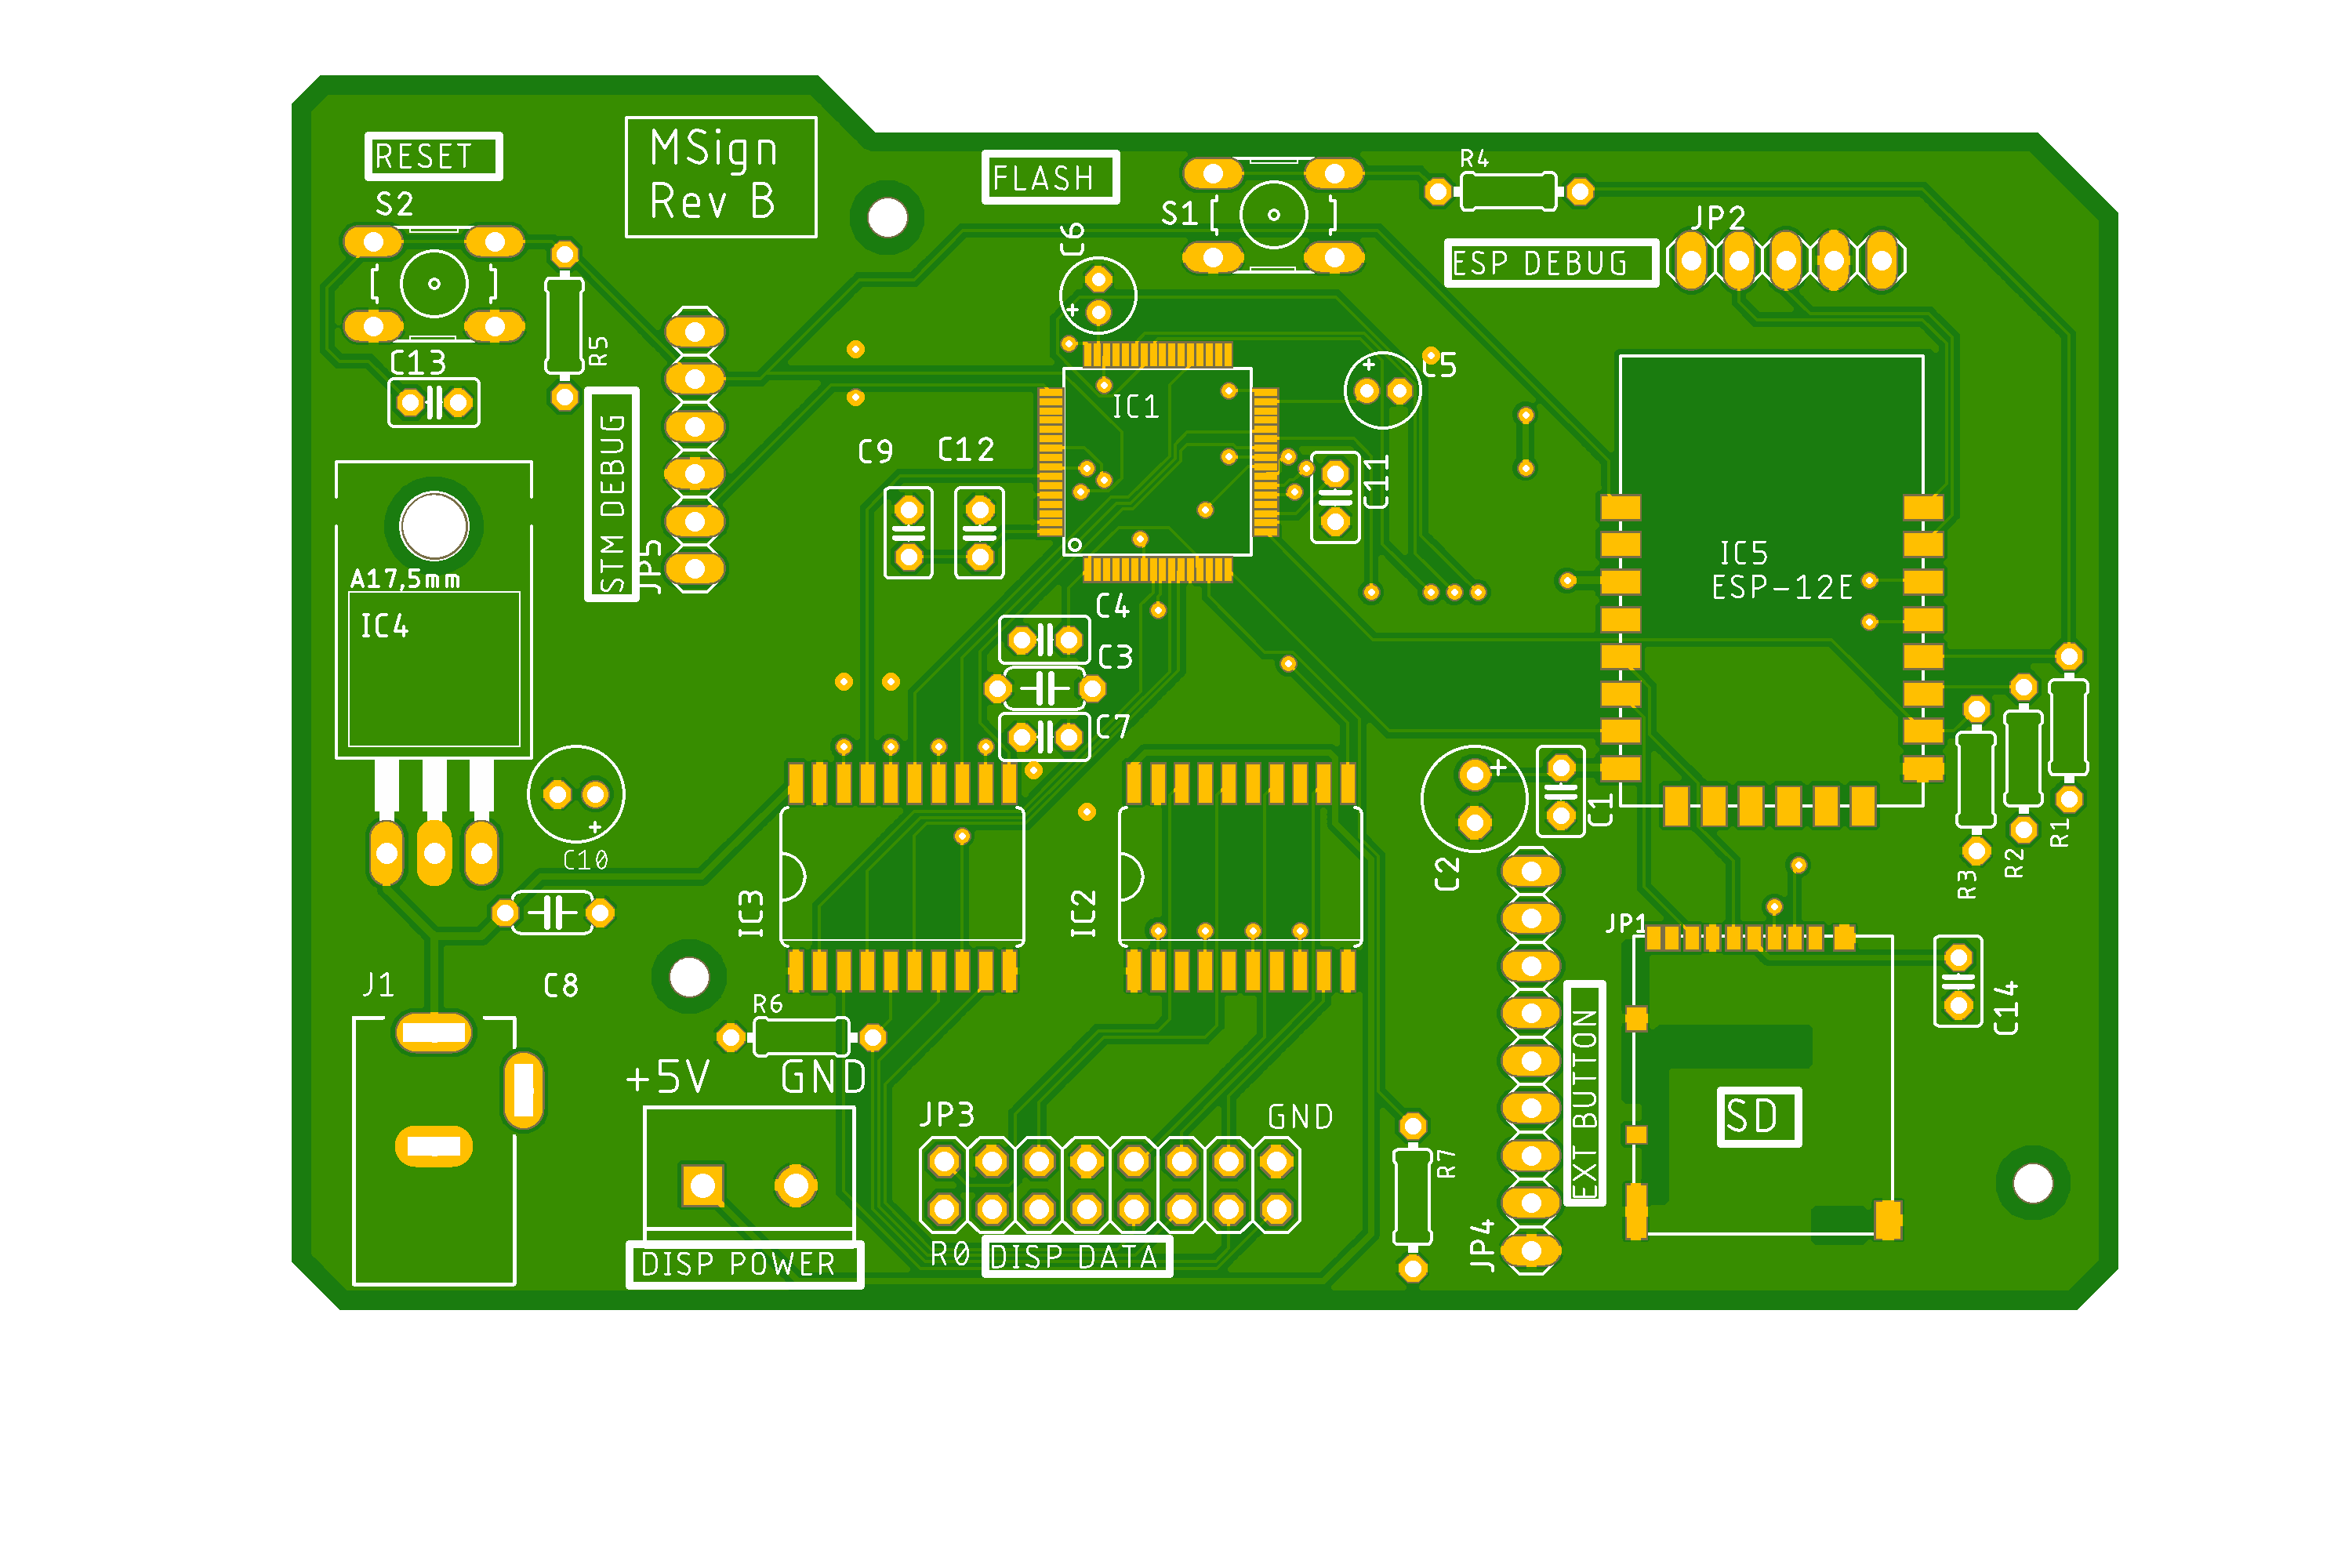 RESET
MSign
Rev B
FLASH
R4
S2
S1
JP2
C6
ESP DEBUG
R5
C13
C5
IC1
STM DEBUG
JP5
C9
C12
C11
A17,5mm
IC4
IC5
ESP-12E
C4
C3
C7
C10
C1
C2
R1
R2
R3
IC3
IC2
JP1
J1
C8
R6
C14
+5V
GND
EXT BUTTON
JP3
GND
SD
R7
JP4
DISP POWER
R0
DISP DATA